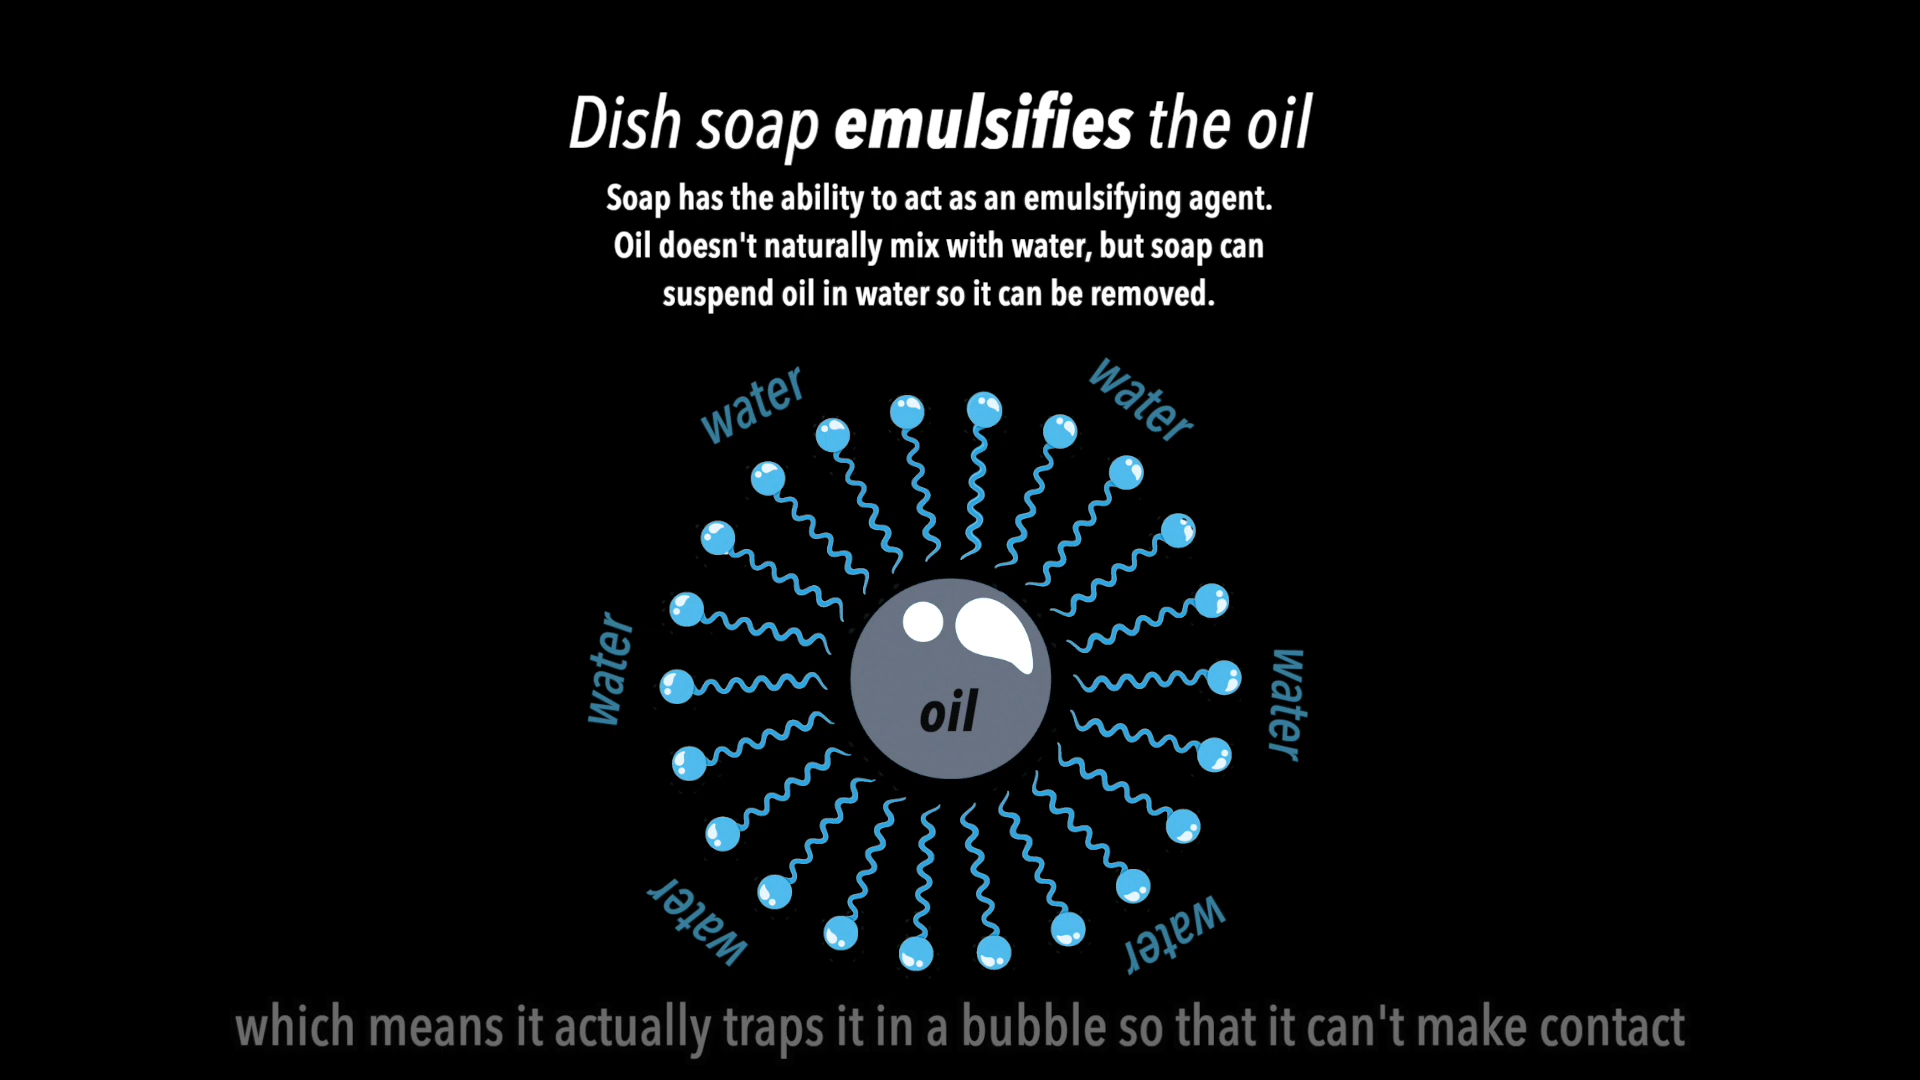 Dish soap emulsifies the oil
Soap has the ability to act as an emulsifying agent.
Oil doesn't naturally mix with water, but soap can
suspend oil in water so it can be removed.
water
water
water
oil
water
water
water
which means it actually traps it in a bubble so that it can't make contact